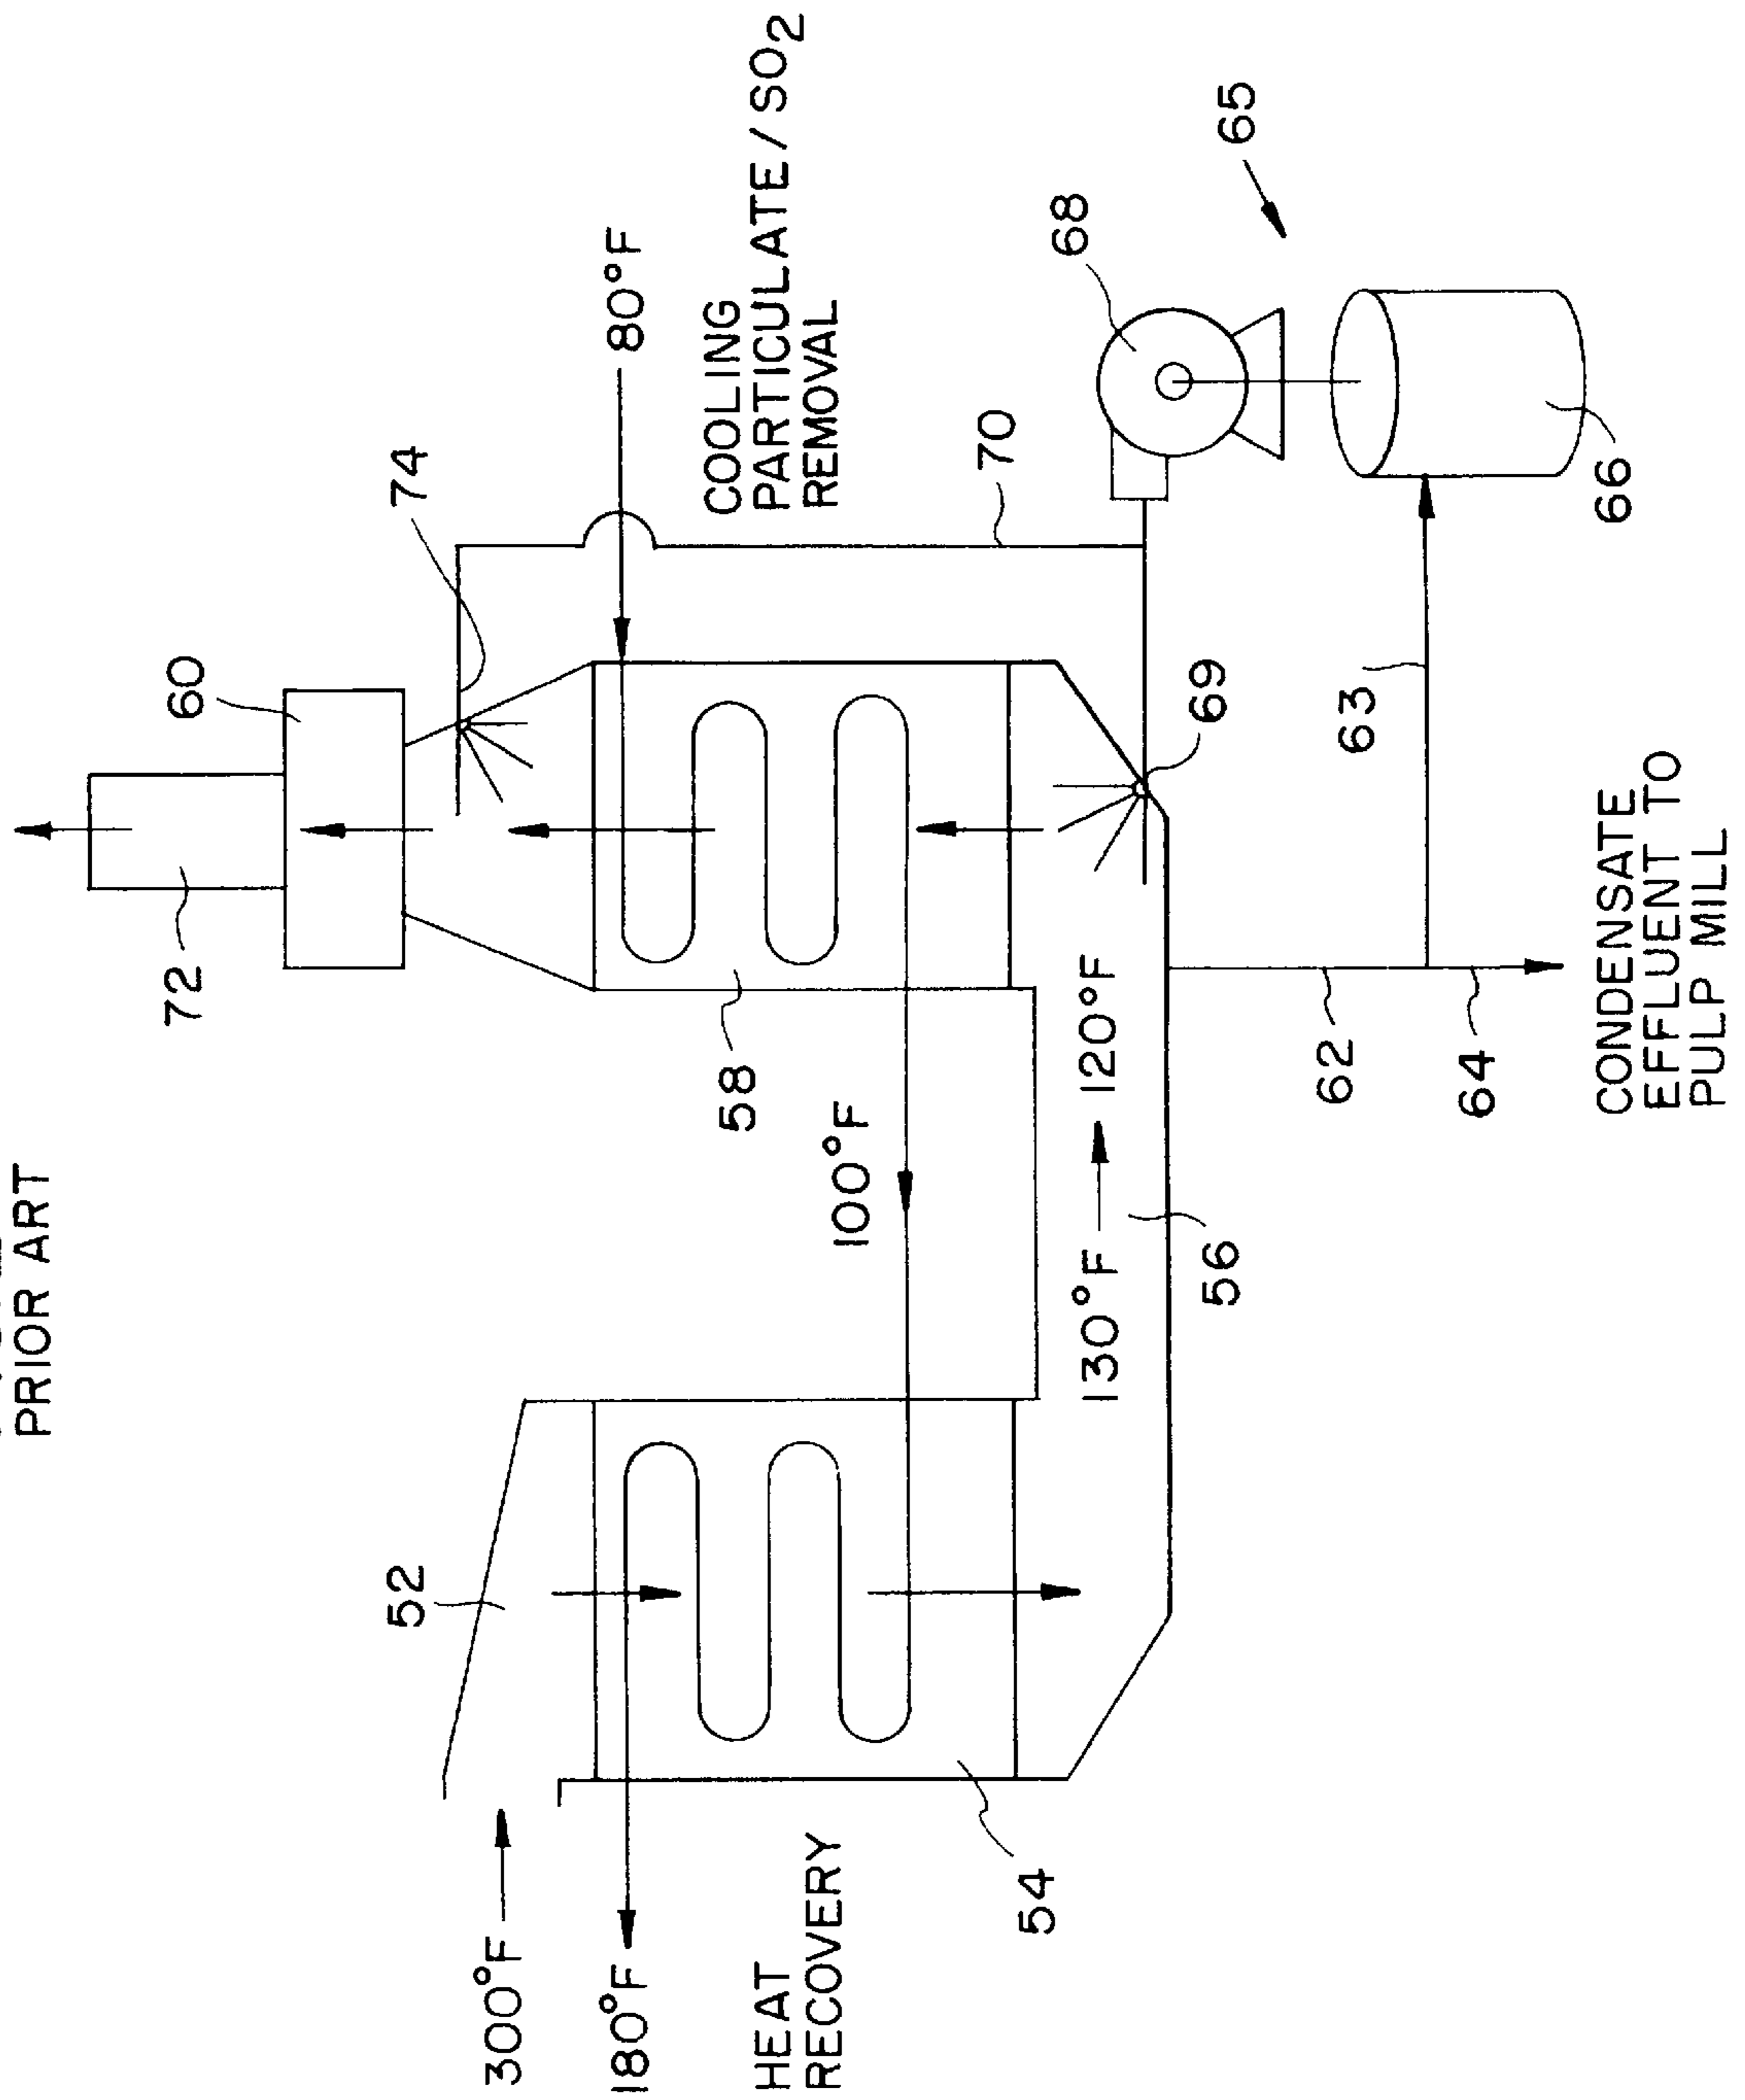 PRIOR ART
72
60
52
74
300°F
180°F
80°F
HEAT
RECOVERY
COOLING
PARTICULATE/SO2
REMOVAL
58
100°F
70
54
68
130°F → 120°F
56
69
65
62
63
64
66
CONDENSATE
EFFLUENT TO
PULP MILL